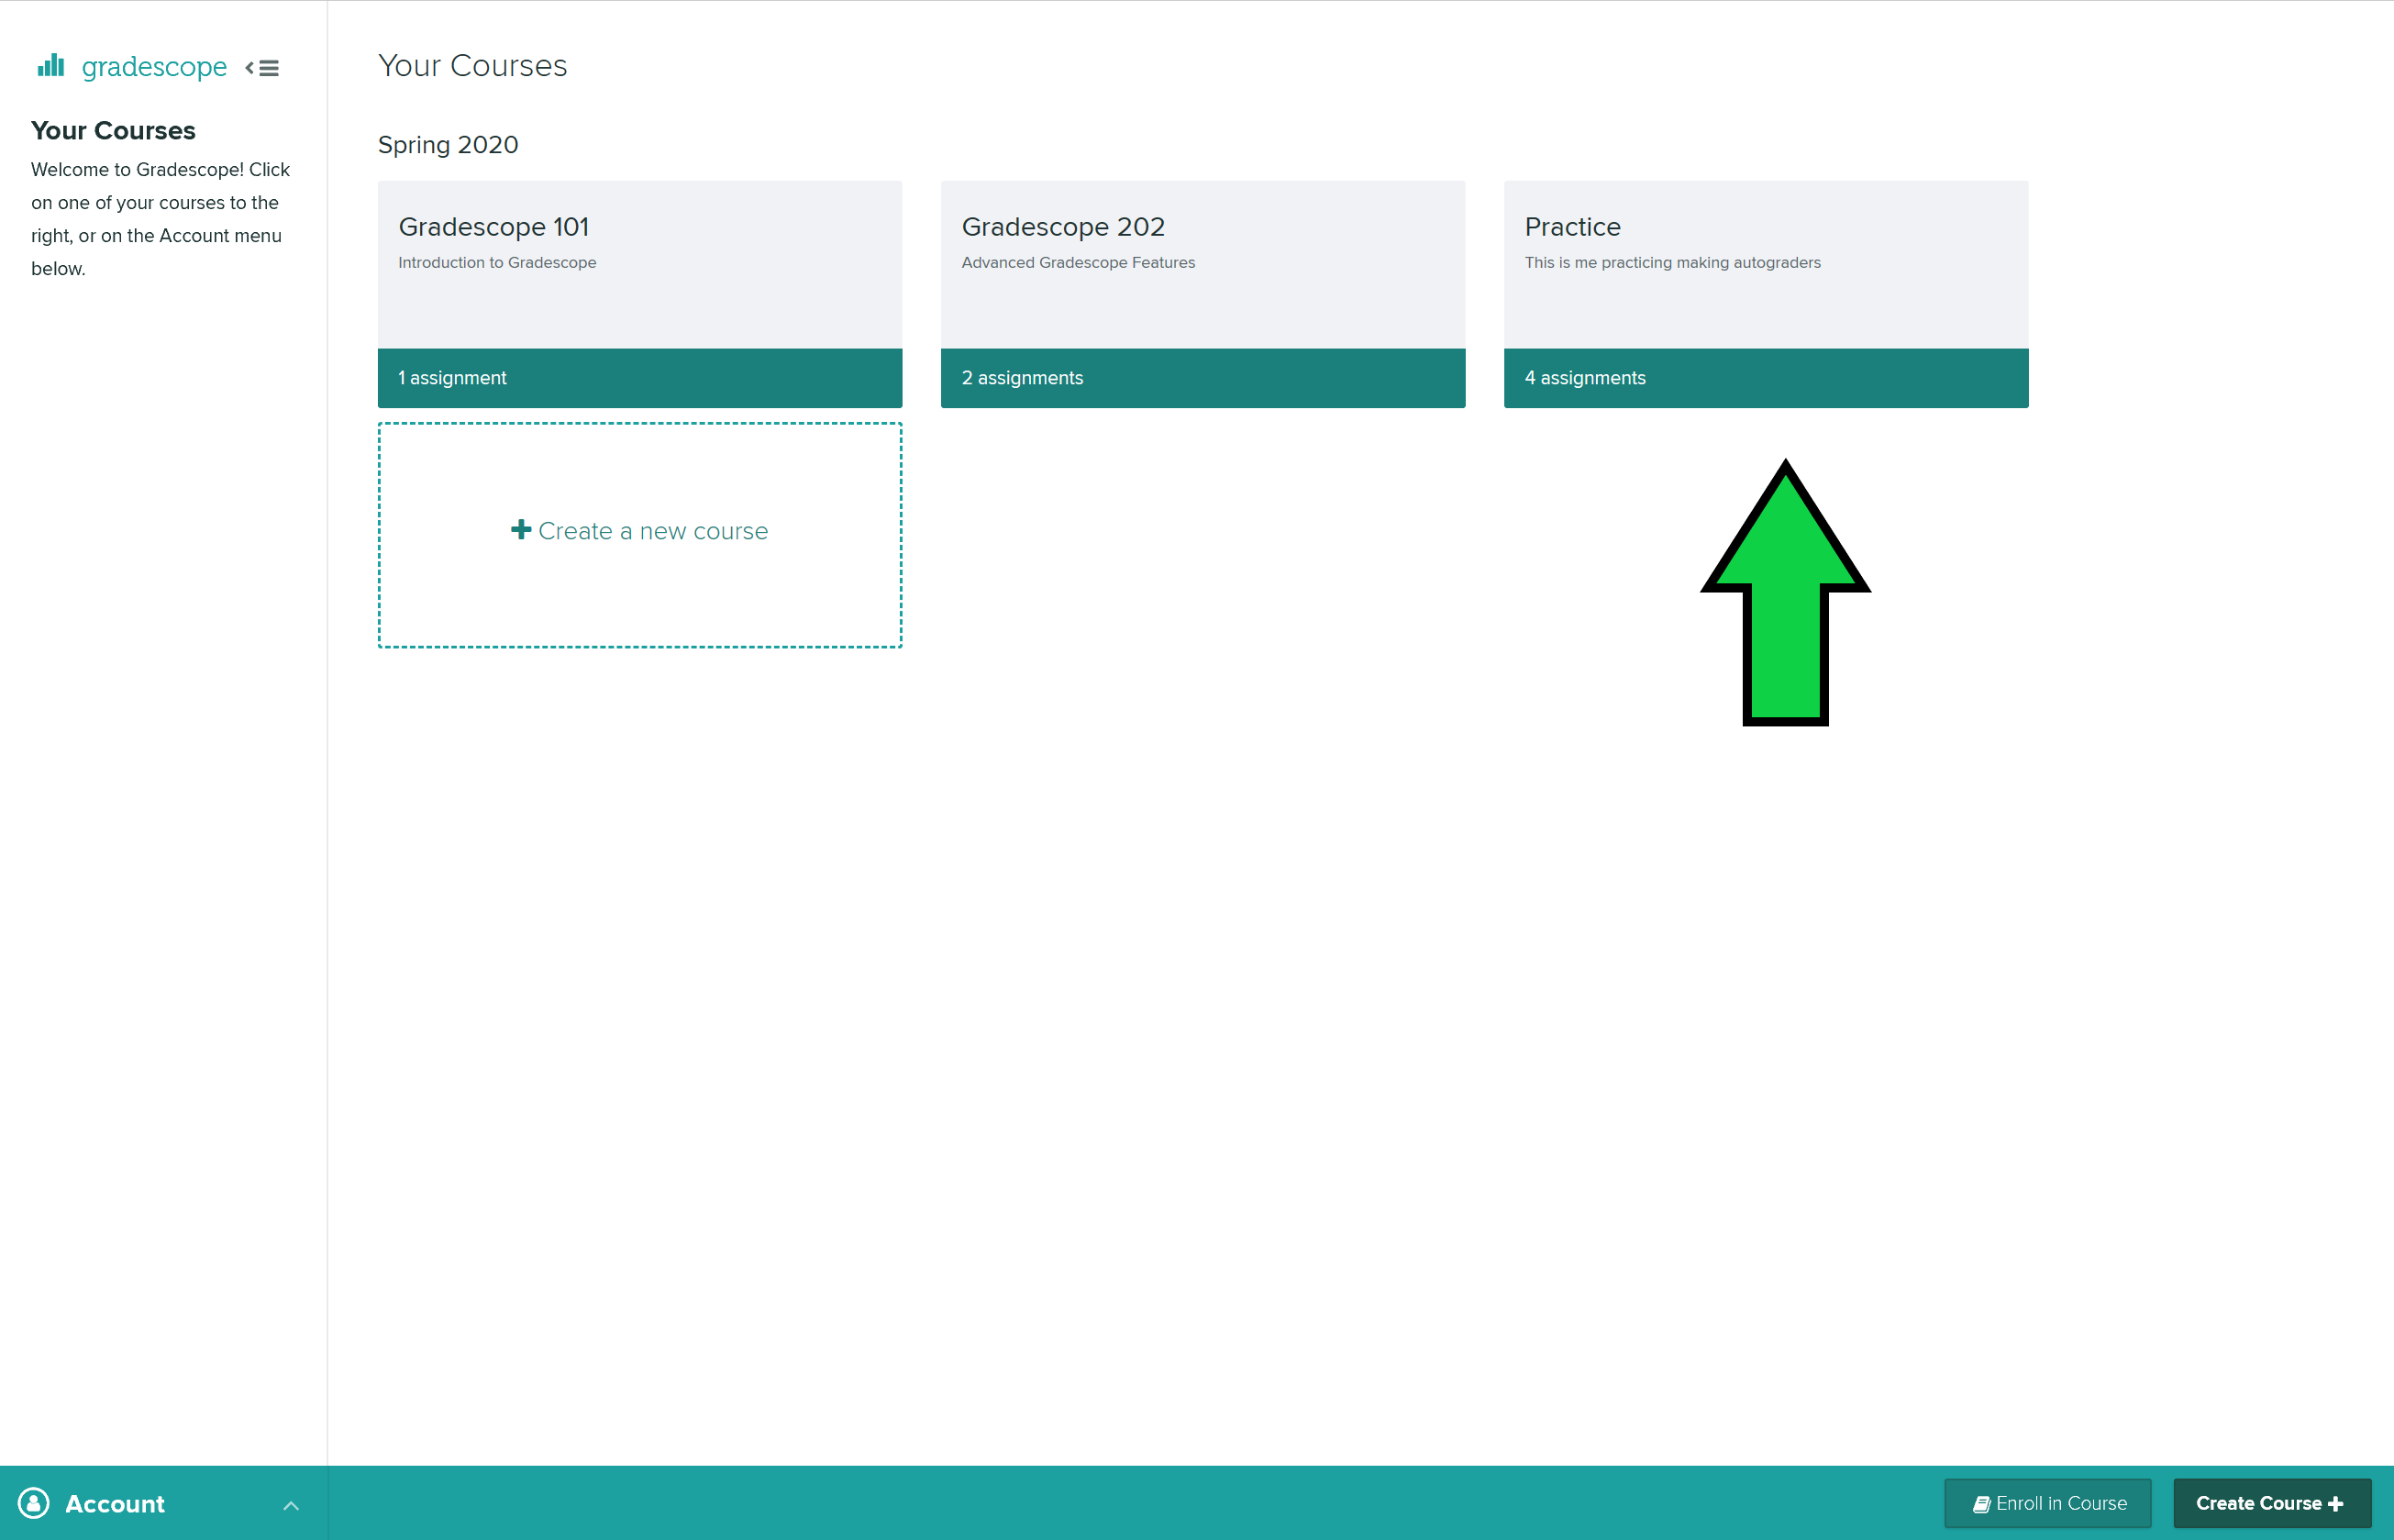 gradescope
Your Courses
Welcome to Gradescope! Click
on one of your courses to the
right, or on the Account menu
below.
Your Courses
Spring 2020
Gradescope 101
Introduction to Gradescope
1 assignment
Gradescope 202
Advanced Gradescope Features
2 assignments
Practice
This is me practicing making autograders
4 assignments
Create a new course
Account
Enroll in Course
Create Course